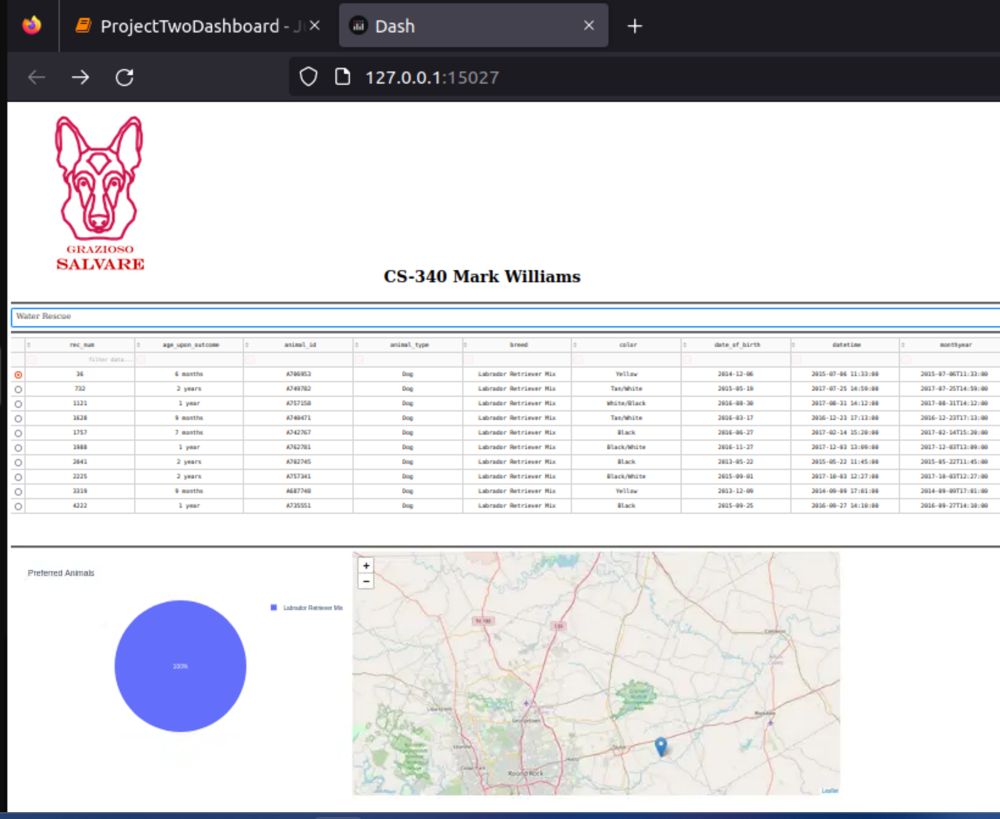 ProjectTwoDashboard - Ju
Dash
127.0.0.1:15027
GRAZIOSO
SALVARE
CS-340 Mark Williams
Water Rescue
rec_num age_upon_outcome animal_id animal_type breed color date_of_birth datetime monthyear
filter data...
36 6 months A706953 Dog Labrador Retriever Mix Yellow 2014-12-06 2015-07-06 11:33:00 2015-07-06T11:33:00
732 2 years A749782 Dog Labrador Retriever Mix Tan/White 2015-05-19 2017-07-25 14:59:00 2017-07-25T14:59:00
1121 1 year A757158 Dog Labrador Retriever Mix White/Black 2016-08-30 2017-08-31 14:12:00 2017-08-31T14:12:00
1628 9 months A740471 Dog Labrador Retriever Mix Tan/White 2016-03-17 2016-12-23 17:13:00 2016-12-23T17:13:00
1757 7 months A742767 Dog Labrador Retriever Mix Black 2016-06-27 2017-02-14 15:20:00 2017-02-14T15:20:00
1 year A762781 Dog Labrador Retriever Mix Black/White 2016-11-27 2017-12-03 13:09:00 2017-12-03T13:09:00
2041 2 years A702745 Dog Labrador Retriever Mix Black 2013-05-22 2015-05-22 11:45:00 2015-05-22T11:45:00
2225 2 years A757341 Dog Labrador Retriever Mix Black/White 2015-09-01 2017-10-03 12:27:00 2017-10-03T12:27:00
3319 9 months A687740 Dog Labrador Retriever Mix Yellow 2013-12-09 2014-09-09 17:01:00 2014-09-09T17:01:00
4222 1 year A735551 Dog Labrador Retriever Mix Black 2015-09-25 2016-09-27 14:10:00 2016-09-27T14:10:00
Preferred Animals
Labrador Retriever Mix
100%
+
−
Cameron
Liberty Hill
Georgetown
Rockdale
Leander
Taylor
Hutto
Cedar Park
Round Rock
Leaflet